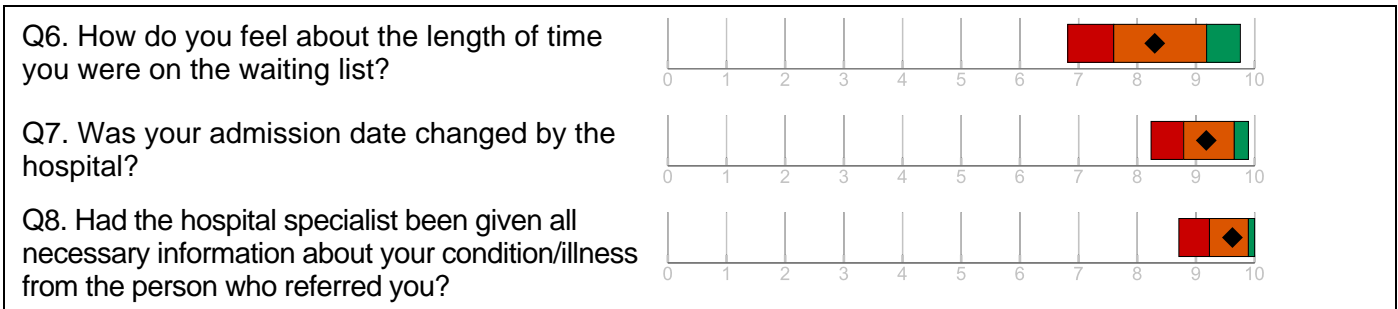 Q6. How do you feel about the length of time
you were on the waiting list?
0 1 2 3 4 5 6 7 8 9 10
Q7. Was your admission date changed by the
hospital?
0 1 2 3 4 5 6 7 8 9 10
Q8. Had the hospital specialist been given all
necessary information about your condition/illness
from the person who referred you?
0 1 2 3 4 5 6 7 8 9 10